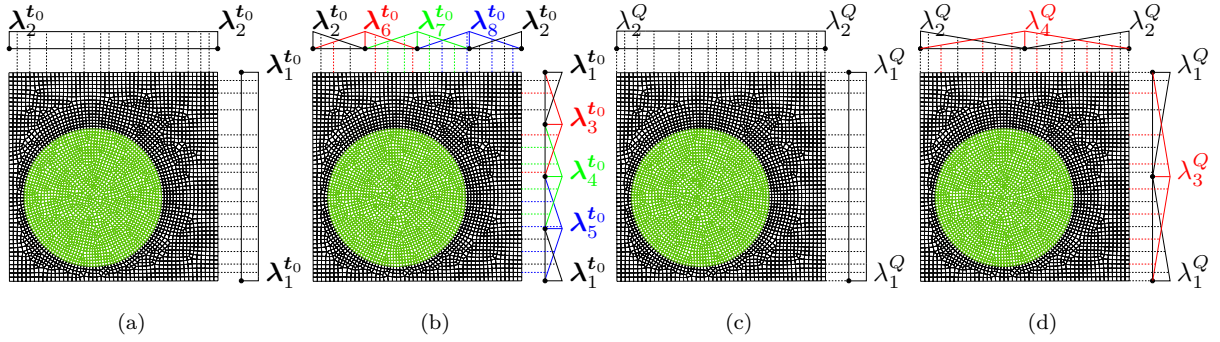 λ₂^{t₀} λ₂^{t₀} λ₂^{t₀} λ₆^{t₀} λ₇^{t₀} λ₈^{t₀} λ₂^{t₀} λ₂^Q λ₂^Q λ₂^Q λ₄^Q λ₂^Q
λ₁^{t₀} λ₁^{t₀} λ₁^Q λ₁^Q
λ₃^{t₀}
λ₄^{t₀} λ₃^Q
λ₅^{t₀}
λ₁^{t₀} λ₁^{t₀} λ₁^Q λ₁^Q
(a) (b) (c) (d)